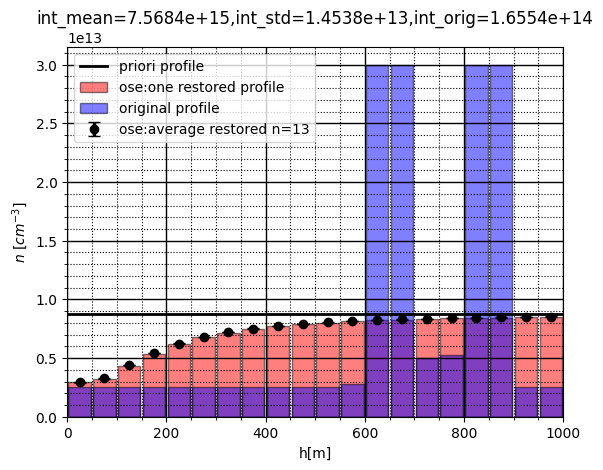 int_mean=7.5684e+15,int_std=1.4538e+13,int_orig=1.6554e+14
1e13
priori profile
ose:one restored profile
original profile
ose:average restored n=13
3.0
2.5
2.0
1.5
1.0
0.5
0.0
n [cm⁻³]
0 200 400 600 800 1000
h[m]